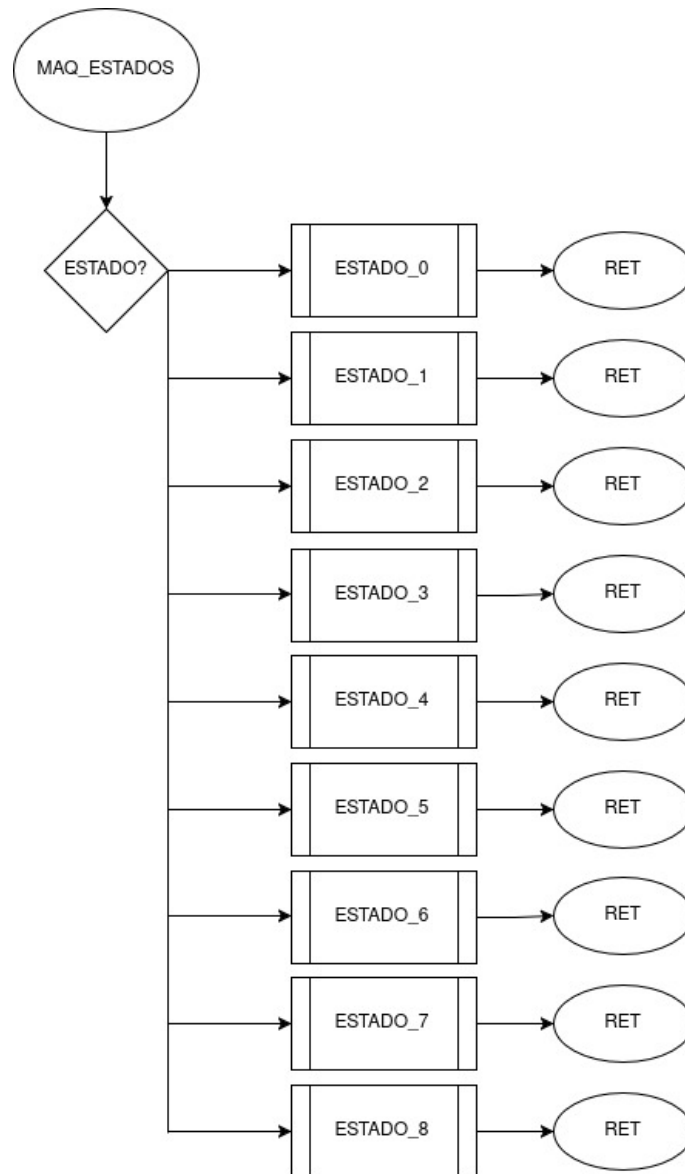 MAQ_ESTADOS
ESTADO?
ESTADO_0
RET
ESTADO_1
RET
ESTADO_2
RET
ESTADO_3
RET
ESTADO_4
RET
ESTADO_5
RET
ESTADO_6
RET
ESTADO_7
RET
ESTADO_8
RET